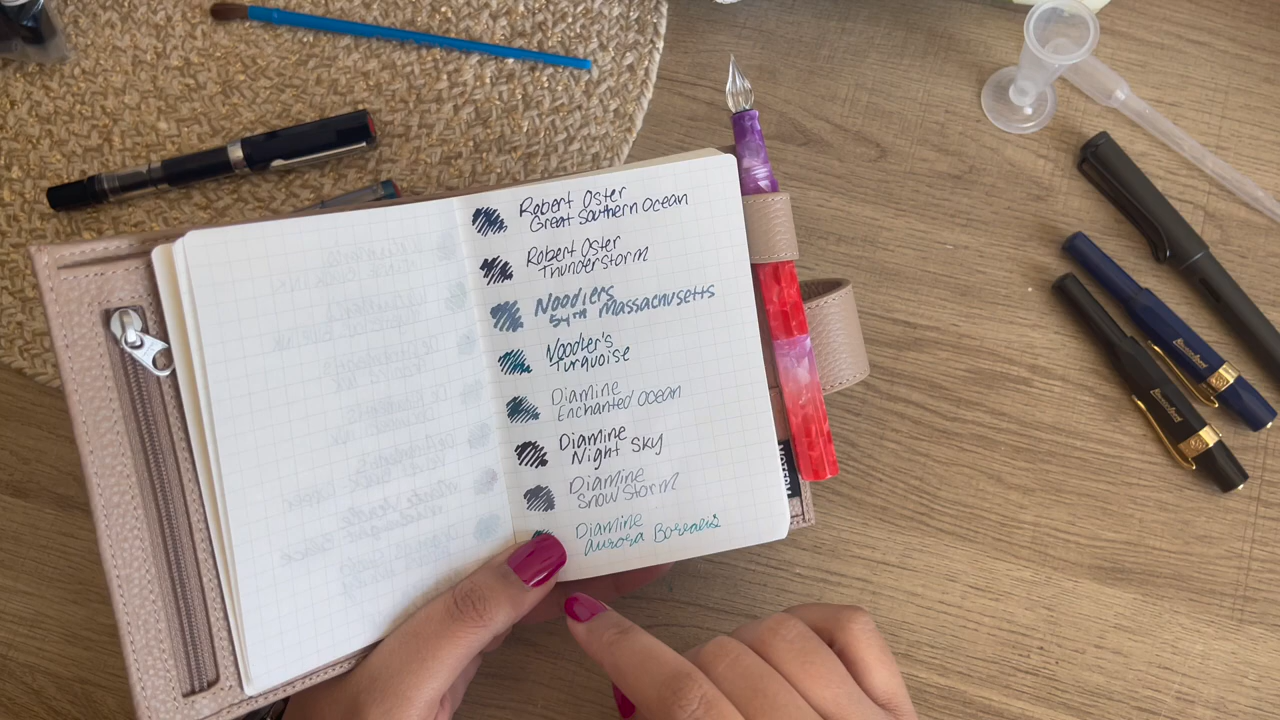 Robert Oster
Great Southern Ocean
Robert Oster
Thunderstorm
Noodlers
54th Massachusetts
Noodler's
Turquoise
Diamine
Enchanted Ocean
Diamine
Night Sky
Diamine
Snow Storm
Diamine
Aurora Borealis